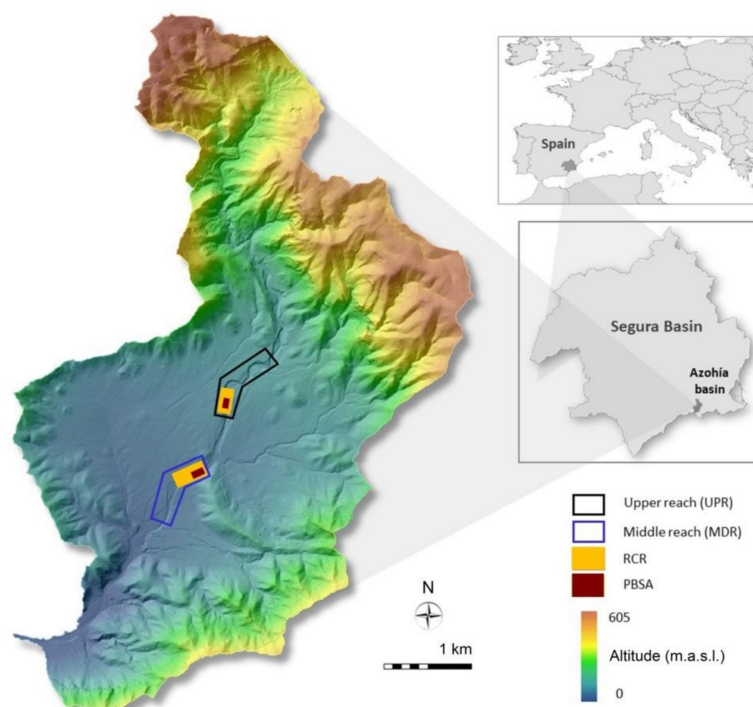 Spain
Segura Basin
Azohía
basin
Upper reach (UPR)
Middle reach (MDR)
RCR
PBSA
N
1 km
605
Altitude (m.a.s.l.)
0